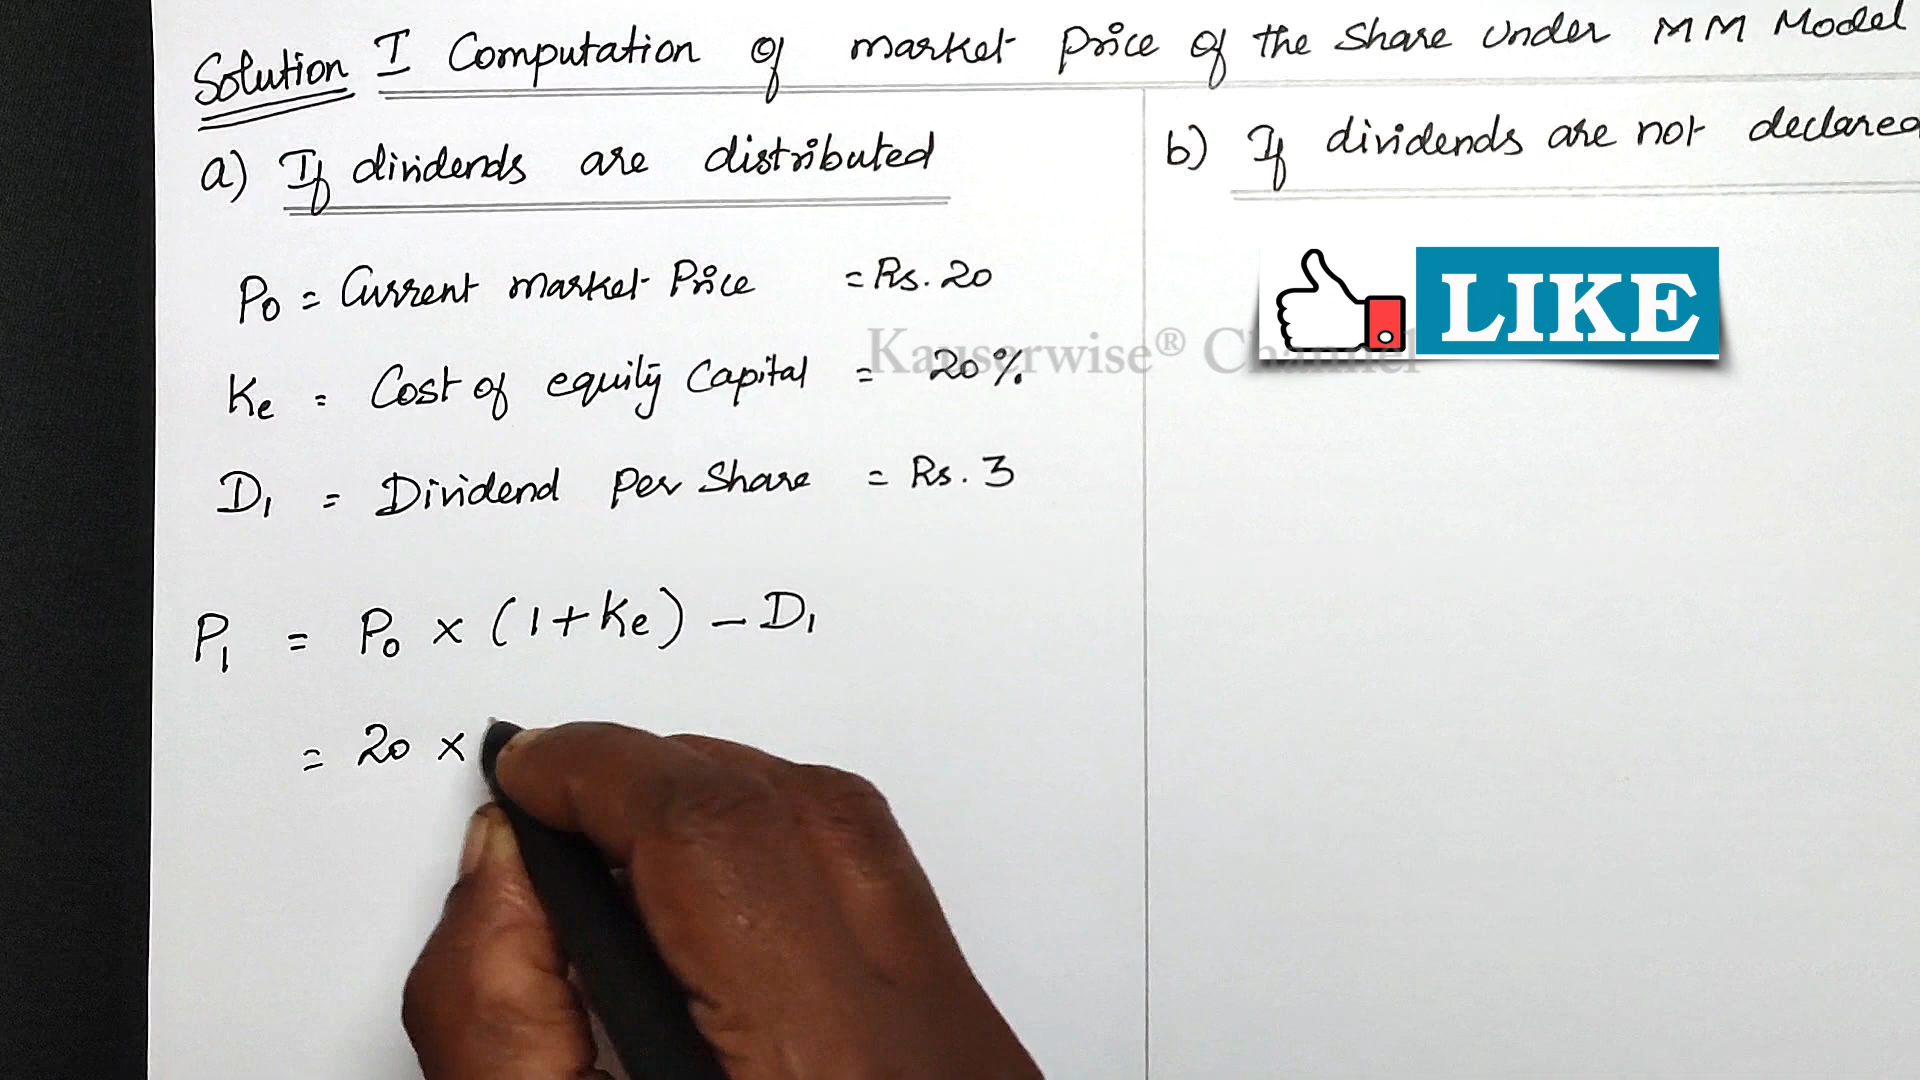 Solution I Computation of market Price of the Share under MM Model
a) If dividends are distributed
b) If dividends are not declared
P0 = Current market Price = Rs. 20
LIKE
Kauserwise® Channel
Ke = Cost of equity Capital = 20%
D1 = Dividend Per Share = Rs. 3
P1 = P0 × (1+Ke) - D1
= 20 ×